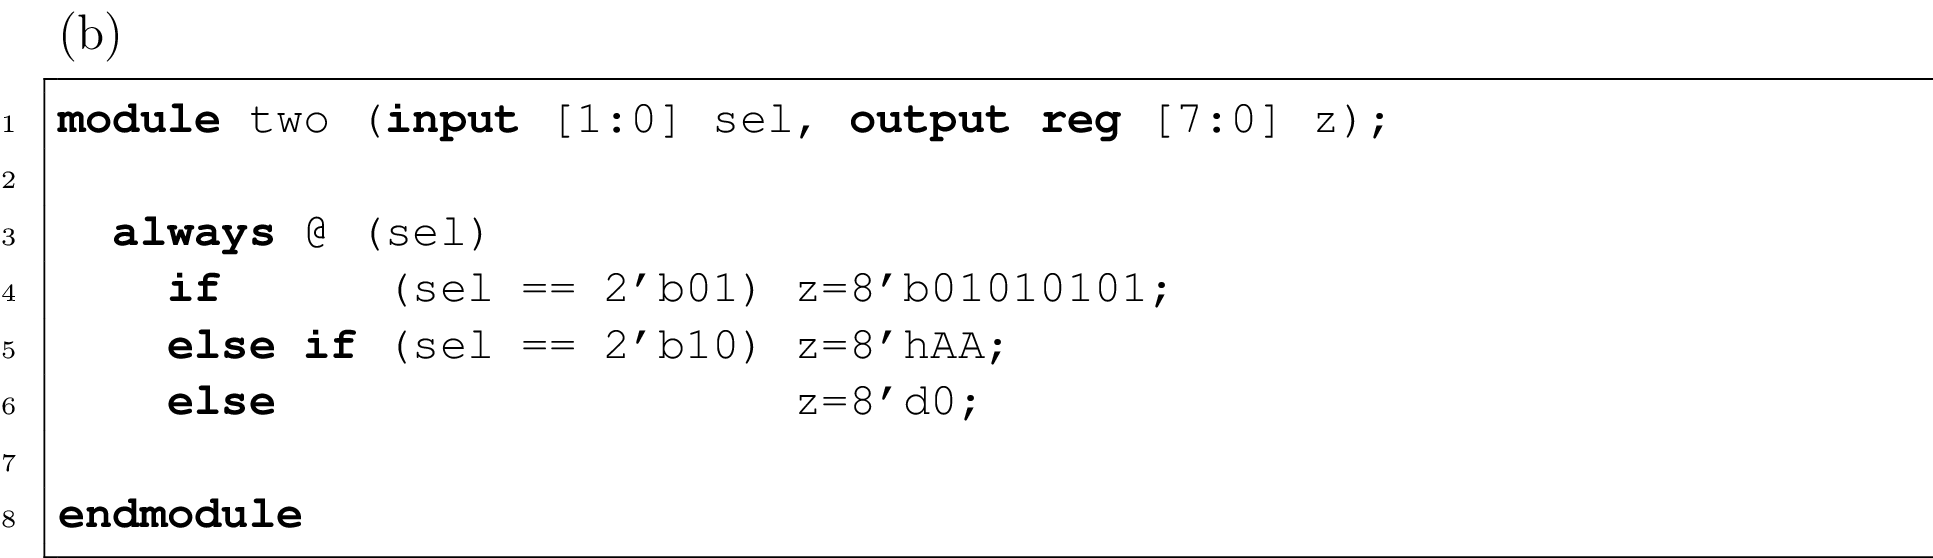 (b)
1 module two (input [1:0] sel, output reg [7:0] z);
2
3   always @ (sel)
4     if      (sel == 2'b01) z=8'b01010101;
5     else if (sel == 2'b10) z=8'hAA;
6     else                   z=8'd0;
7
8 endmodule